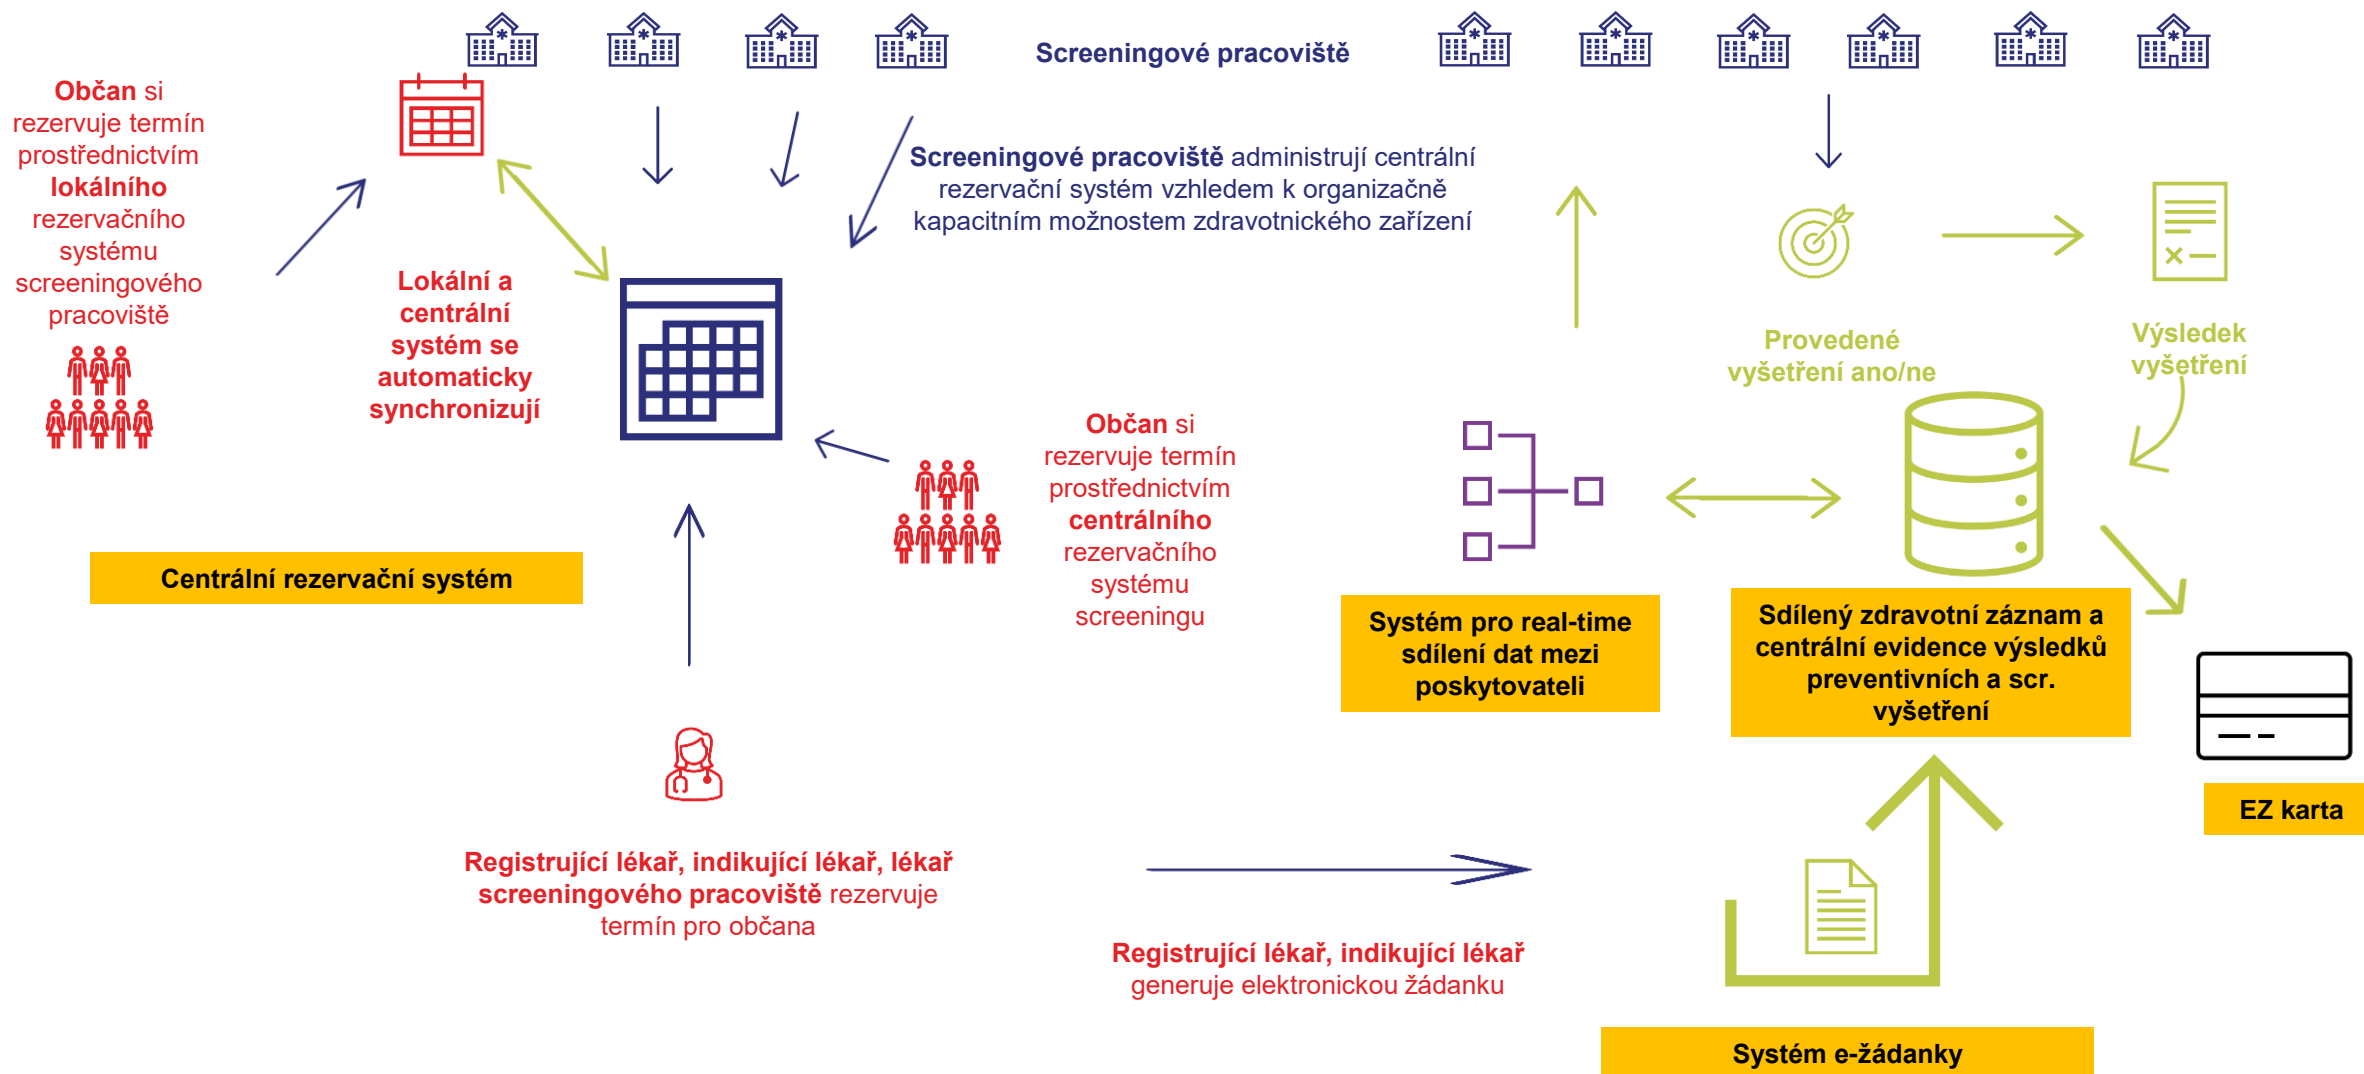 Screeningové pracoviště
Občan si
rezervuje termín
prostřednictvím
lokálního
rezervačního
systému
screeningového
pracoviště
Screeningové pracoviště administrují centrální
rezervační systém vzhledem k organizačně
kapacitním možnostem zdravotnického zařízení
Lokální a
centrální
systém se
automaticky
synchronizují
Provedené
vyšetření ano/ne
Výsledek
vyšetření
Občan si
rezervuje termín
prostřednictvím
centrálního
rezervačního
systému
screeningu
Centrální rezervační systém
Systém pro real-time
sdílení dat mezi
poskytovateli
Sdílený zdravotní záznam a
centrální evidence výsledků
preventivních a scr.
vyšetření
EZ karta
Registrující lékař, indikující lékař, lékař
screeningového pracoviště rezervuje
termín pro občana
Registrující lékař, indikující lékař
generuje elektronickou žádanku
Systém e-žádanky